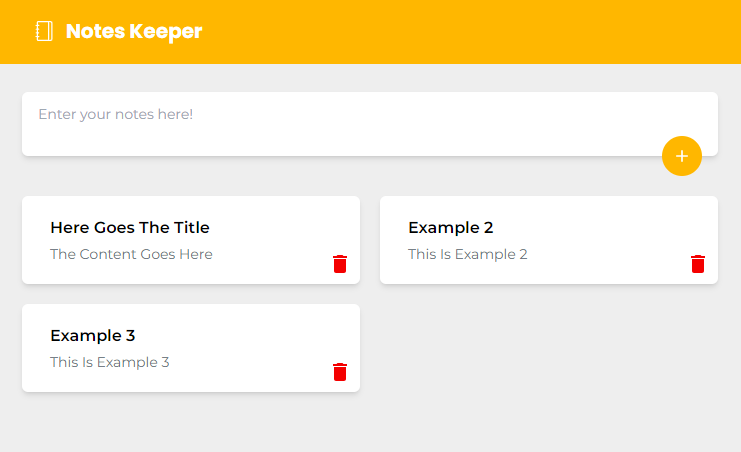 Notes Keeper
Enter your notes here!
Here Goes The Title
The Content Goes Here
Example 2
This Is Example 2
Example 3
This Is Example 3